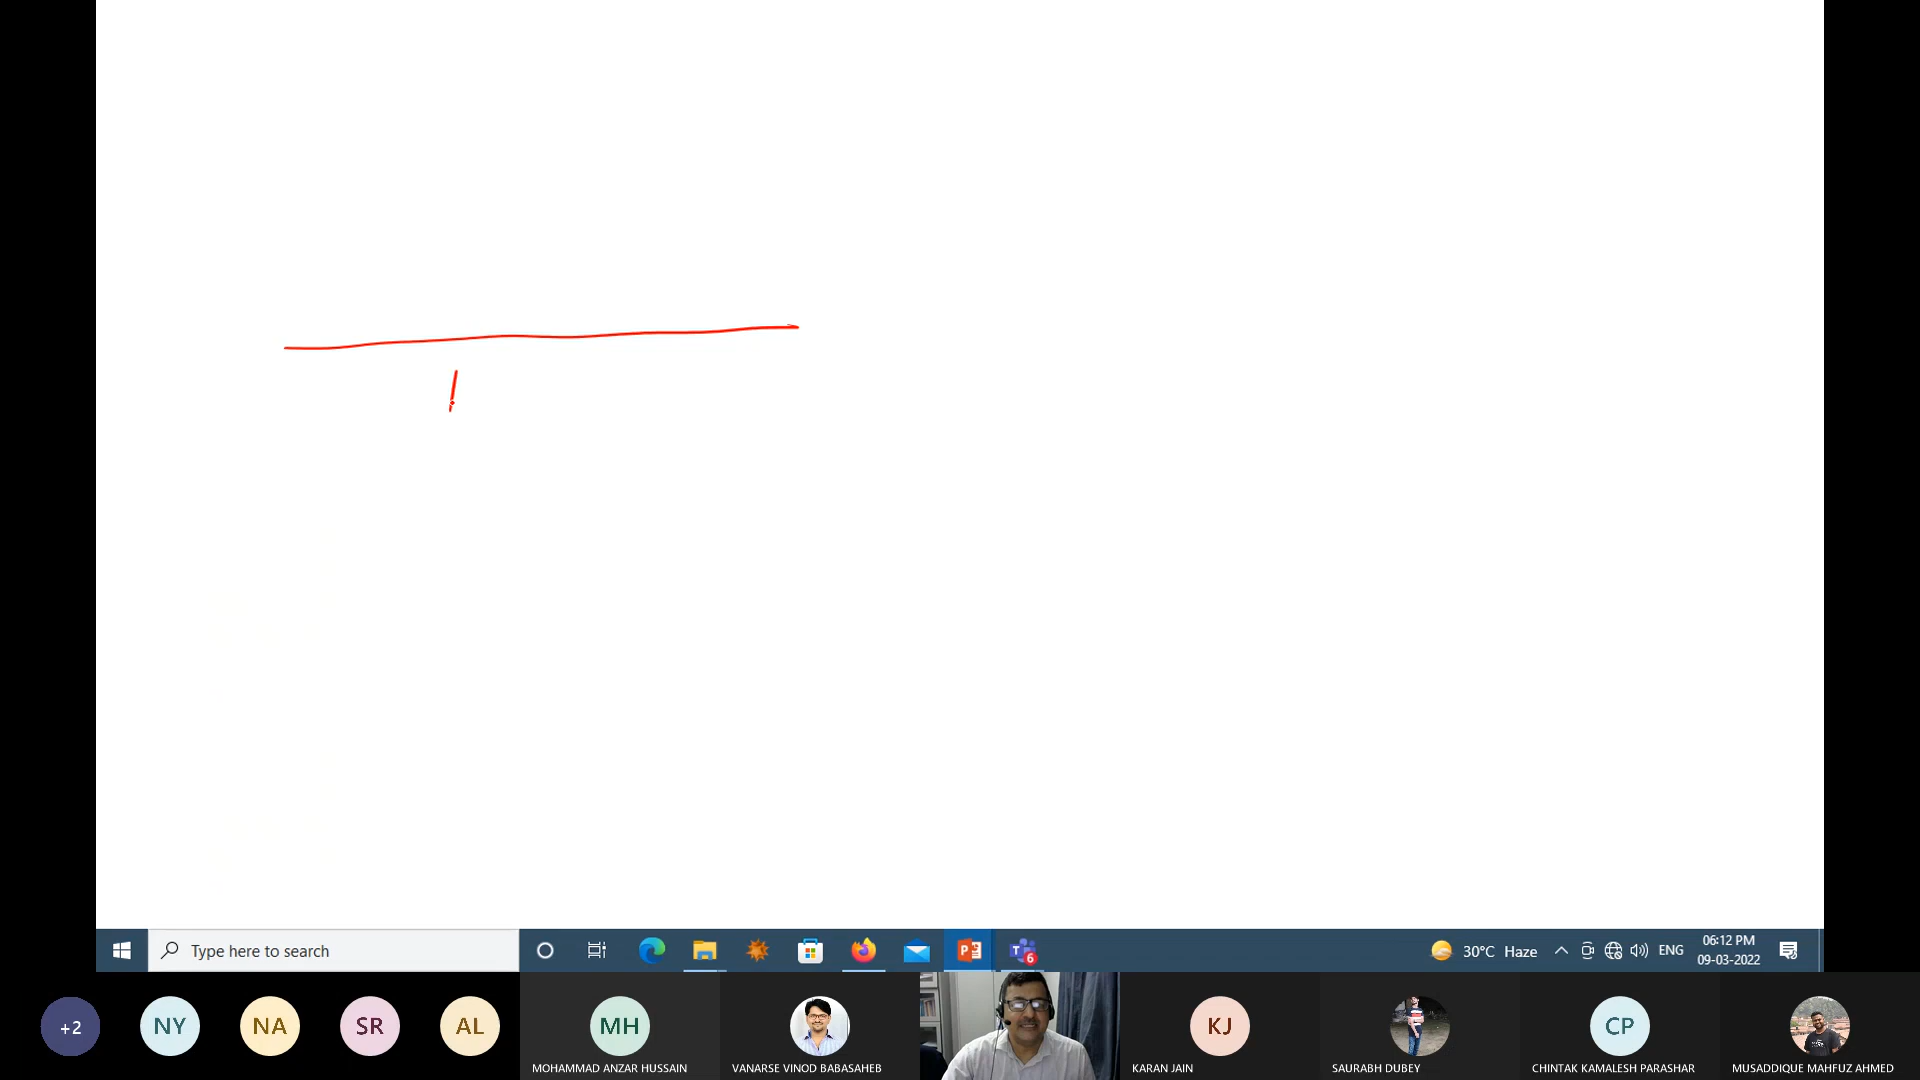 Type here to search
6
30°C Haze
ENG
06:12 PM
09-03-2022
+2
NY
NA
SR
AL
MH
KJ
CP
MOHAMMAD ANZAR HUSSAIN
VANARSE VINOD BABASAHEB
KARAN JAIN
SAURABH DUBEY
CHINTAK KAMALESH PARASHAR
MUSADDIQUE MAHFUZ AHMED